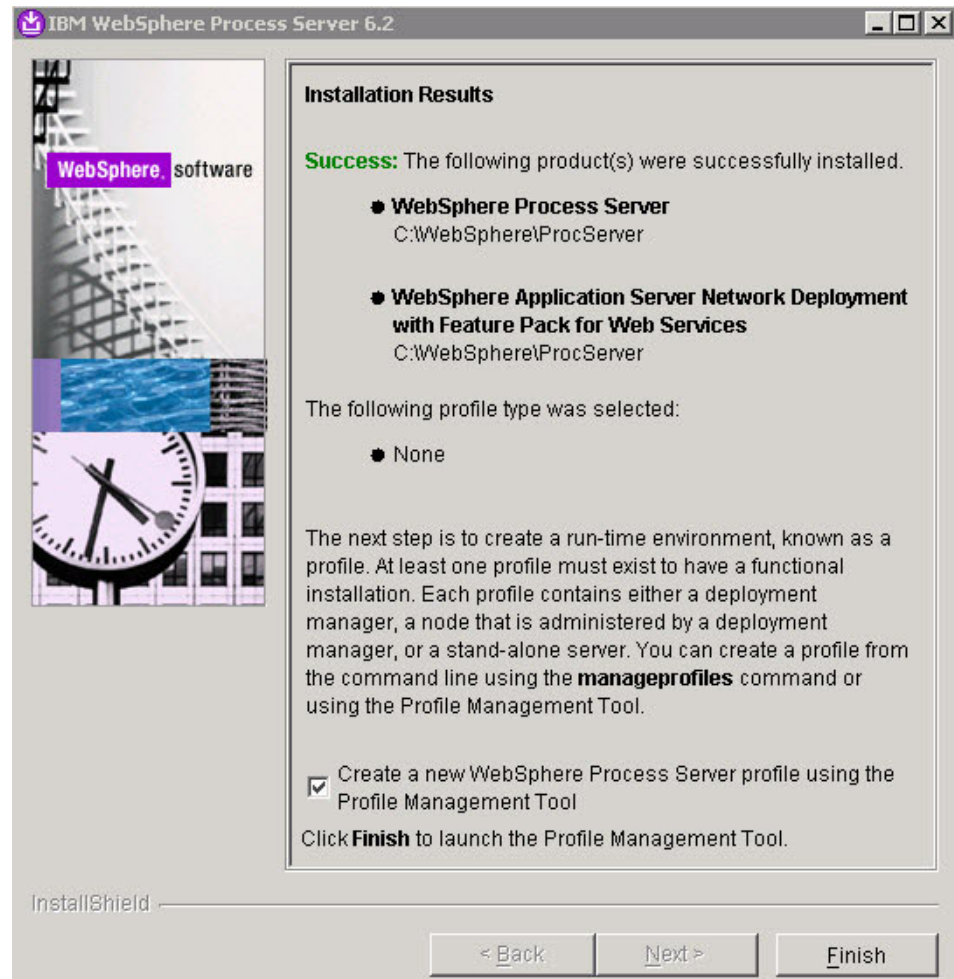 IBM WebSphere Process Server 6.2
WebSphere. software
Installation Results
Success: The following product(s) were successfully installed.
WebSphere Process Server
C:\WebSphere\ProcServer
WebSphere Application Server Network Deployment
with Feature Pack for Web Services
C:\WebSphere\ProcServer
The following profile type was selected:
None
The next step is to create a run-time environment, known as a
profile. At least one profile must exist to have a functional
installation. Each profile contains either a deployment
manager, a node that is administered by a deployment
manager, or a stand-alone server. You can create a profile from
the command line using the manageprofiles command or
using the Profile Management Tool.
Create a new WebSphere Process Server profile using the
Profile Management Tool
Click Finish to launch the Profile Management Tool.
InstallShield
< Back
Next >
Finish